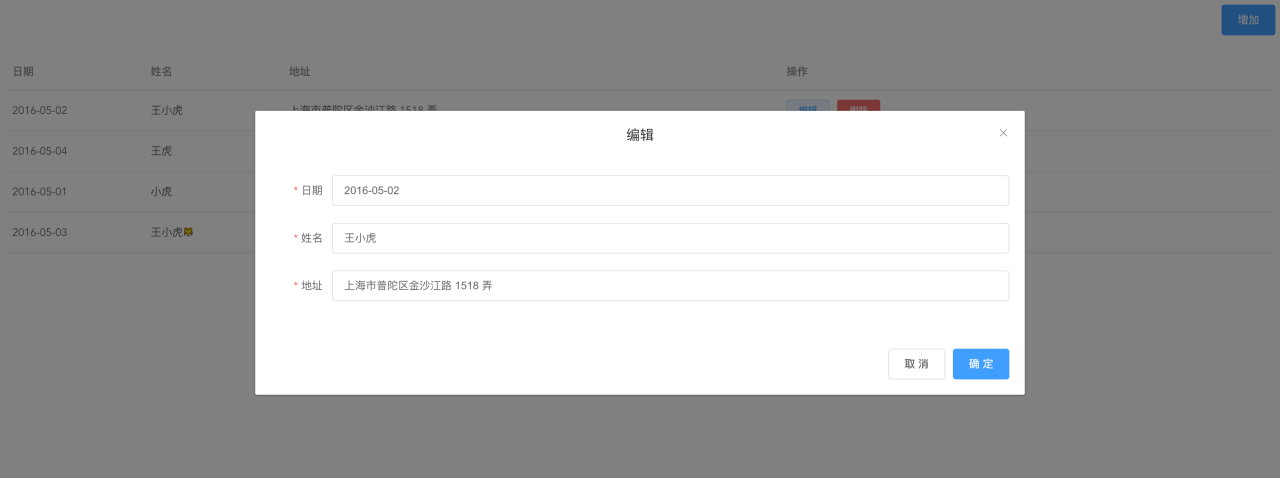 增加
日期 姓名 地址 操作
2016-05-02 王小虎 上海市普陀区金沙江路 1518 弄 编辑 删除
2016-05-04 王虎
2016-05-01 小虎
2016-05-03 王小虎🐯
编辑
* 日期 2016-05-02
* 姓名 王小虎
* 地址 上海市普陀区金沙江路 1518 弄
取 消 确 定